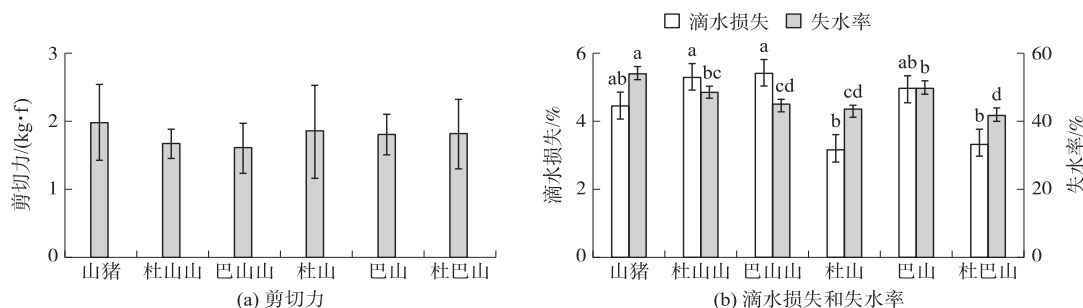 3
2
1
0
剪切力/(kg·f)
山猪 杜山山 巴山山 杜山 巴山 杜巴山
(a) 剪切力
滴水损失 失水率
6
4
2
0
滴水损失/%
60
40
20
0
失水率/%
ab a a bc a cd b cd ab b b d
山猪 杜山山 巴山山 杜山 巴山 杜巴山
(b) 滴水损失和失水率